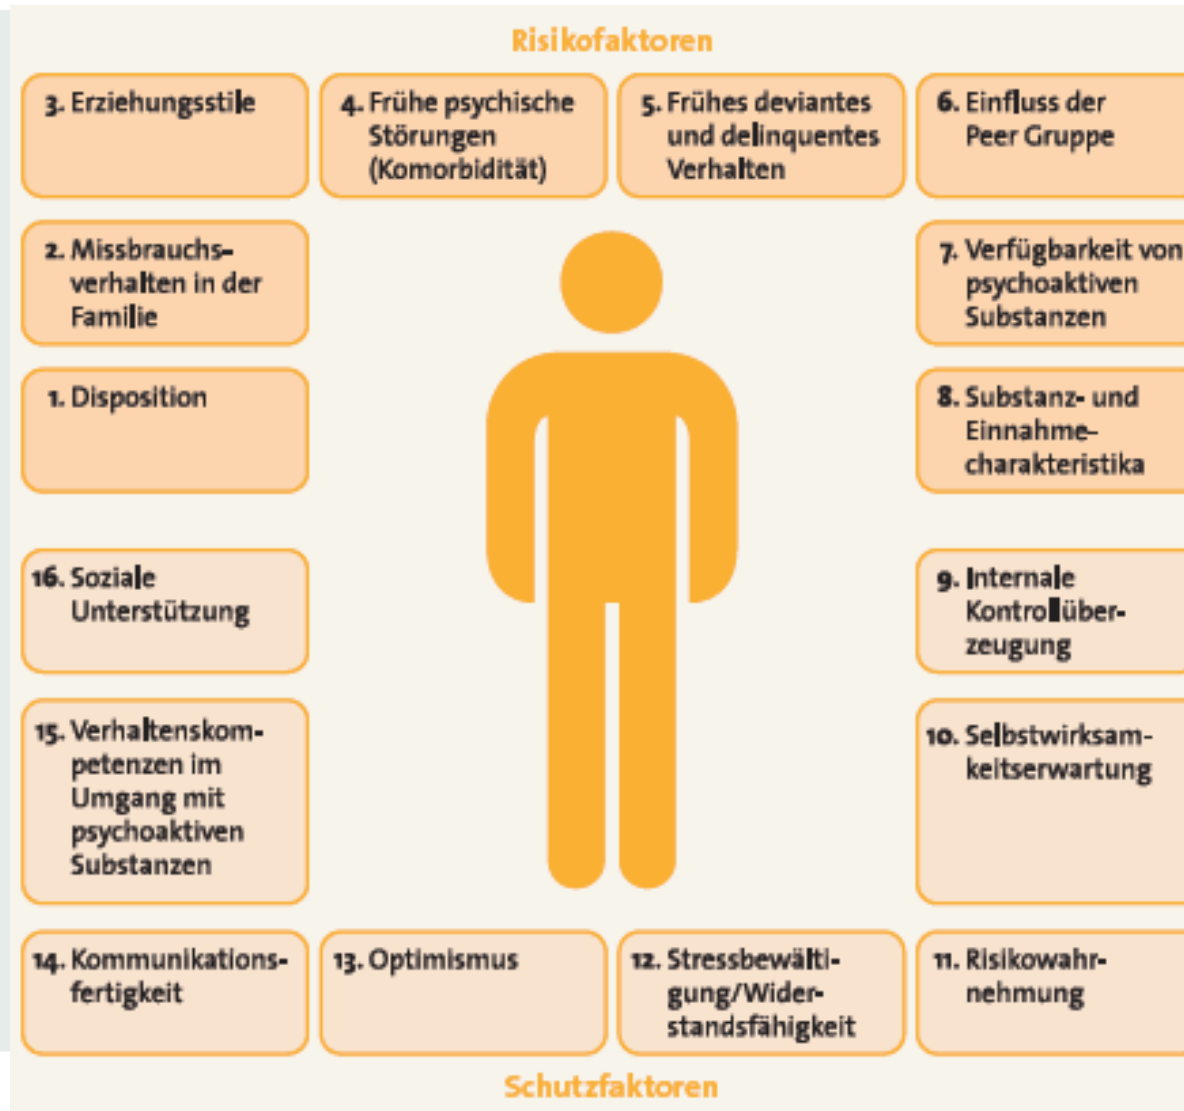 Risikofaktoren
3. Erziehungsstile
4. Frühe psychische
Störungen
(Komorbidität)
5. Frühes deviantes
und delinquentes
Verhalten
6. Einfluss der
Peer Gruppe
2. Missbrauchs-
verhalten in der
Familie
7. Verfügbarkeit von
psychoaktiven
Substanzen
1. Disposition
8. Substanz- und
Einnahme-
charakteristika
16. Soziale
Unterstützung
9. Internale
Kontrollüber-
zeugung
15. Verhaltenskom-
petenzen im
Umgang mit
psychoaktiven
Substanzen
10. Selbstwirksam-
keitserwartung
14. Kommunikations-
fertigkeit
13. Optimismus
12. Stressbewälti-
gung/Wider-
standsfähigkeit
11. Risikowahr-
nehmung
Schutzfaktoren